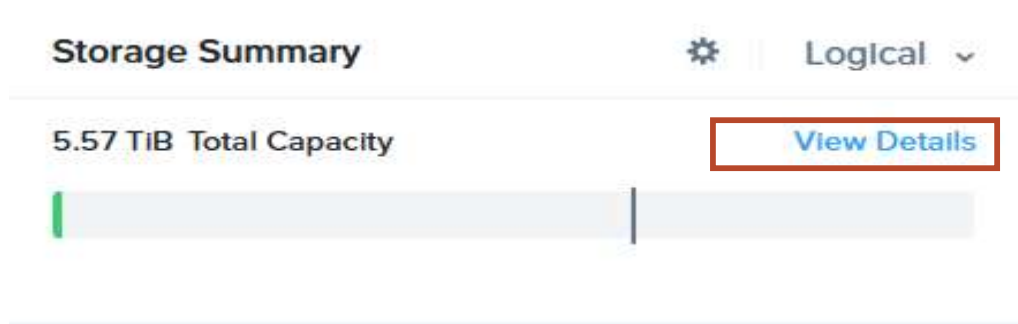 Storage Summary Logical
5.57 TiB Total Capacity View Details